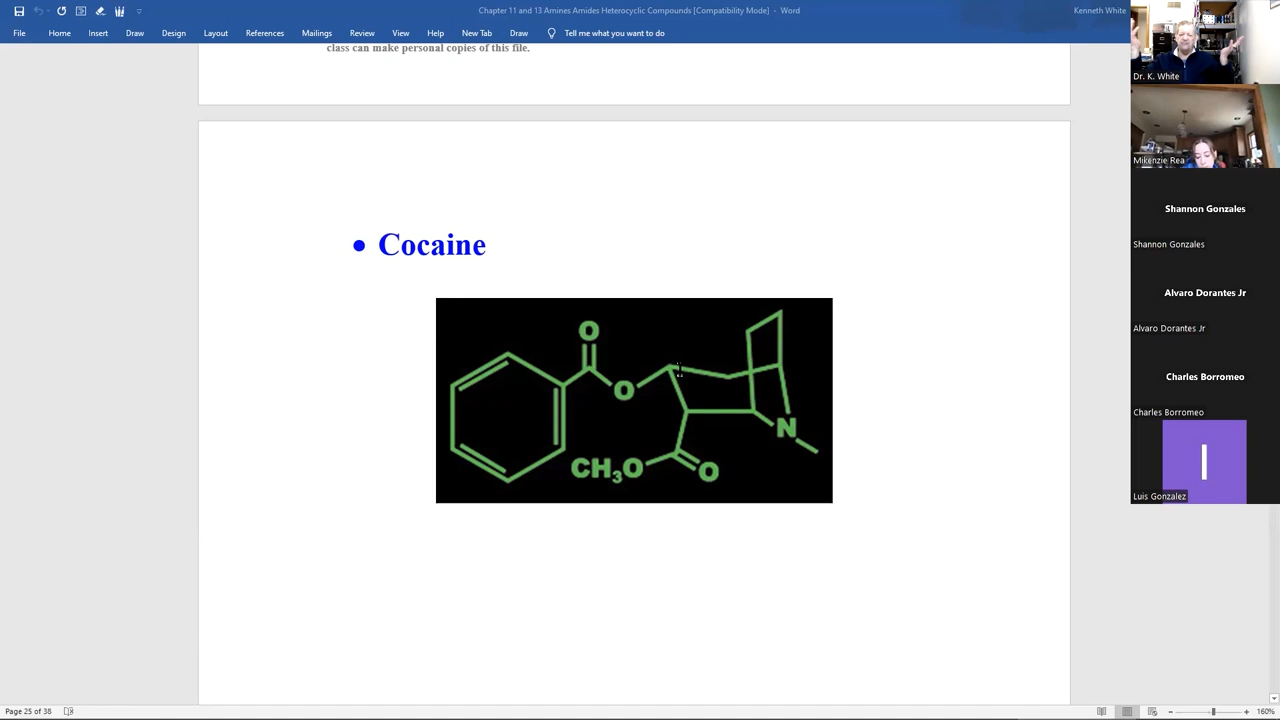 Chapter 11 and 13 Amines Amides Heterocyclic Compounds [Compatibility Mode] - Word
Kenneth White
File Home Insert Draw Design Layout References Mailings Review View Help New Tab Draw Tell me what you want to do
class can make personal copies of this file.
• Cocaine
O
O
N
CH3O
O
Dr. K. White
Mikenzie Rea
Shannon Gonzales
Shannon Gonzales
Alvaro Dorantes Jr
Alvaro Dorantes Jr
Charles Borromeo
Charles Borromeo
l
Luis Gonzalez
Page 25 of 38
160%